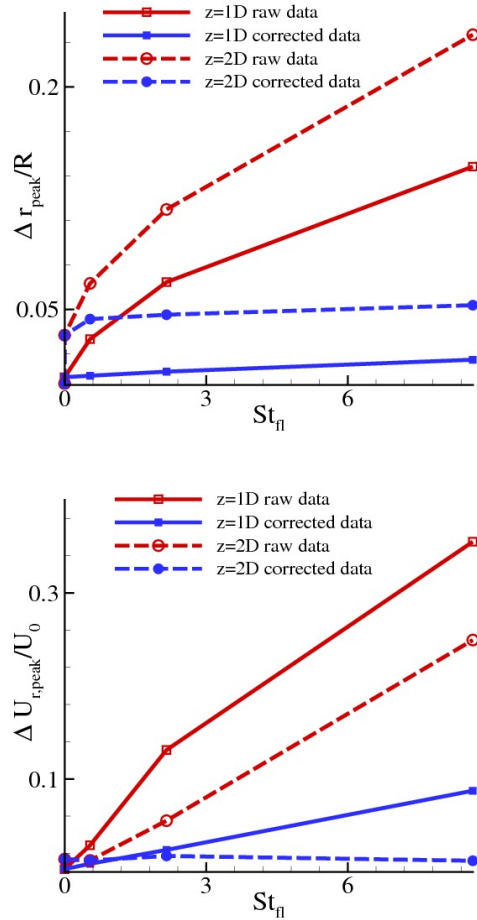 z=1D raw data
z=1D corrected data
z=2D raw data
z=2D corrected data
0.2
Δ r_peak/R
0.05
0
3
6
St_fl
z=1D raw data
z=1D corrected data
z=2D raw data
z=2D corrected data
0.3
Δ U_r,peak/U_0
0.1
0
3
6
St_fl